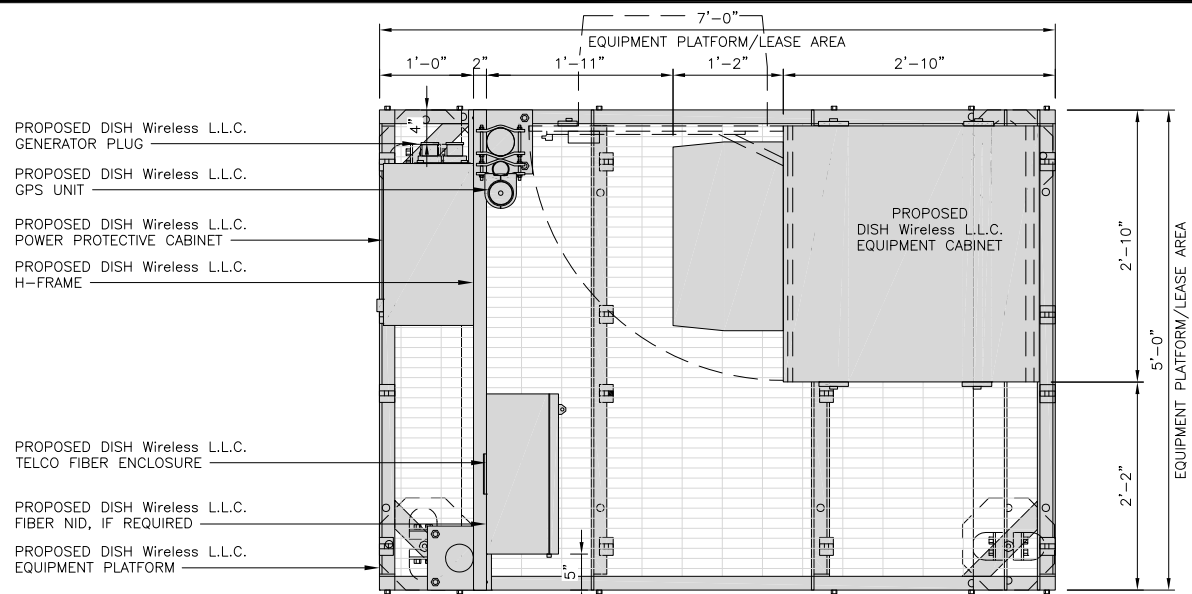 7'-0"
EQUIPMENT PLATFORM/LEASE AREA
1'-0" 2" 1'-11" 1'-2" 2'-10"
PROPOSED DISH Wireless L.L.C.
GENERATOR PLUG
4"
PROPOSED DISH Wireless L.L.C.
GPS UNIT
PROPOSED DISH Wireless L.L.C.
POWER PROTECTIVE CABINET
PROPOSED DISH Wireless L.L.C.
H-FRAME
PROPOSED
DISH Wireless L.L.C.
EQUIPMENT CABINET
2'-10"
5'-0"
EQUIPMENT PLATFORM/LEASE AREA
2'-2"
PROPOSED DISH Wireless L.L.C.
TELCO FIBER ENCLOSURE
PROPOSED DISH Wireless L.L.C.
FIBER NID, IF REQUIRED
PROPOSED DISH Wireless L.L.C.
EQUIPMENT PLATFORM
5"